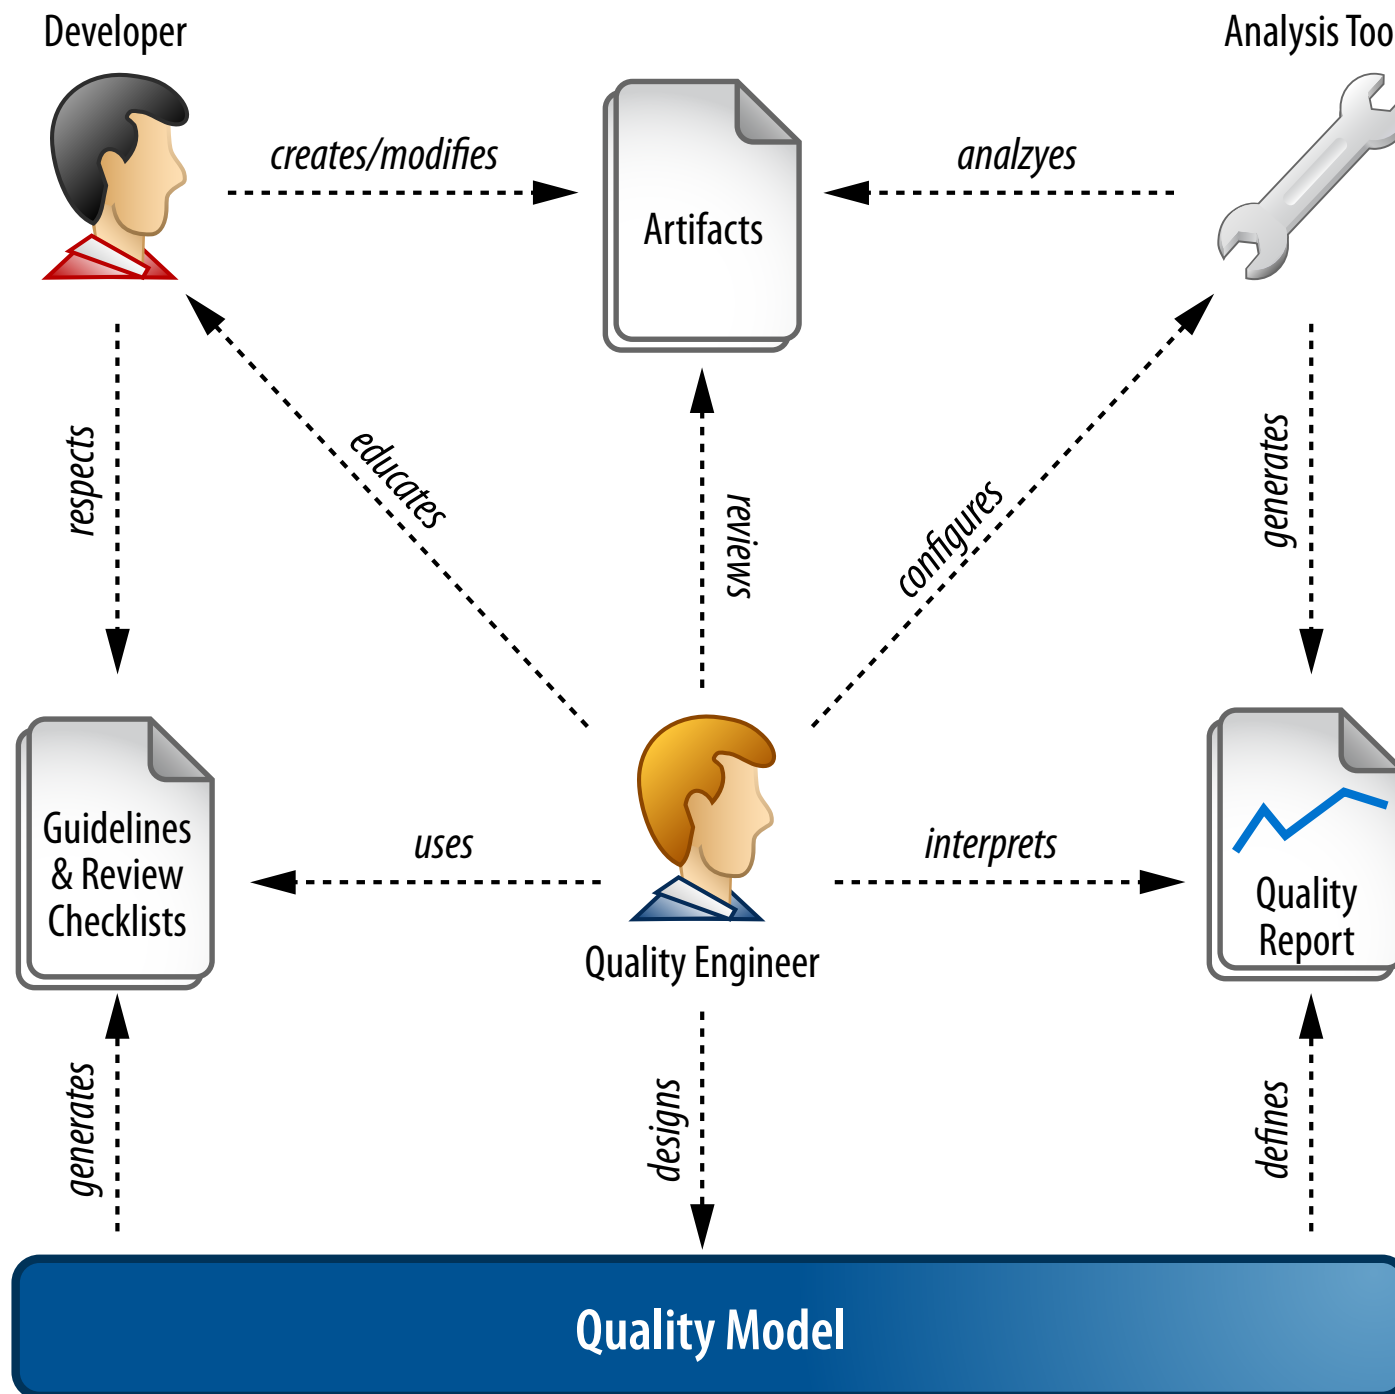 Developer
Analysis Too
creates/modifies
analzyes
Artifacts
respects
educates
reviews
configures
generates
Guidelines
& Review
Checklists
uses
interprets
Quality
Report
Quality Engineer
generates
designs
defines
Quality Model